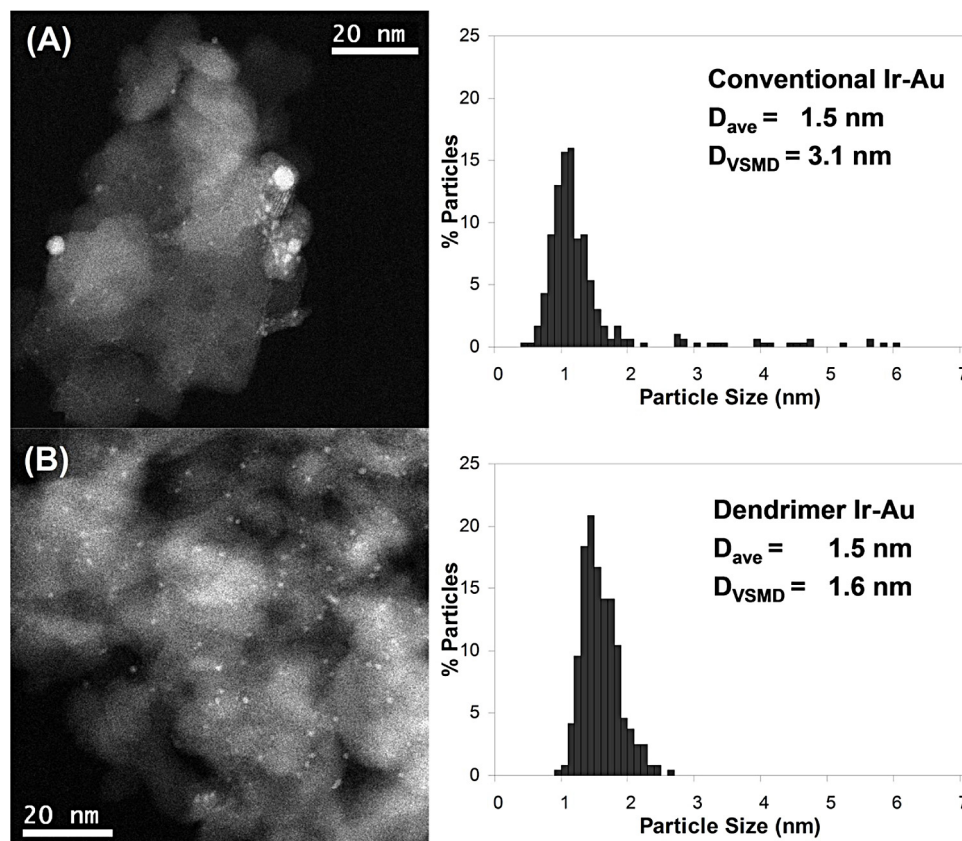 (A)
20 nm
25
20
15
10
5
0
% Particles
Conventional Ir-Au
Dave = 1.5 nm
DVSMD = 3.1 nm
0 1 2 3 4 5 6 7
Particle Size (nm)
(B)
20 nm
25
20
15
10
5
0
% Particles
Dendrimer Ir-Au
Dave = 1.5 nm
DVSMD = 1.6 nm
0 1 2 3 4 5 6 7
Particle Size (nm)